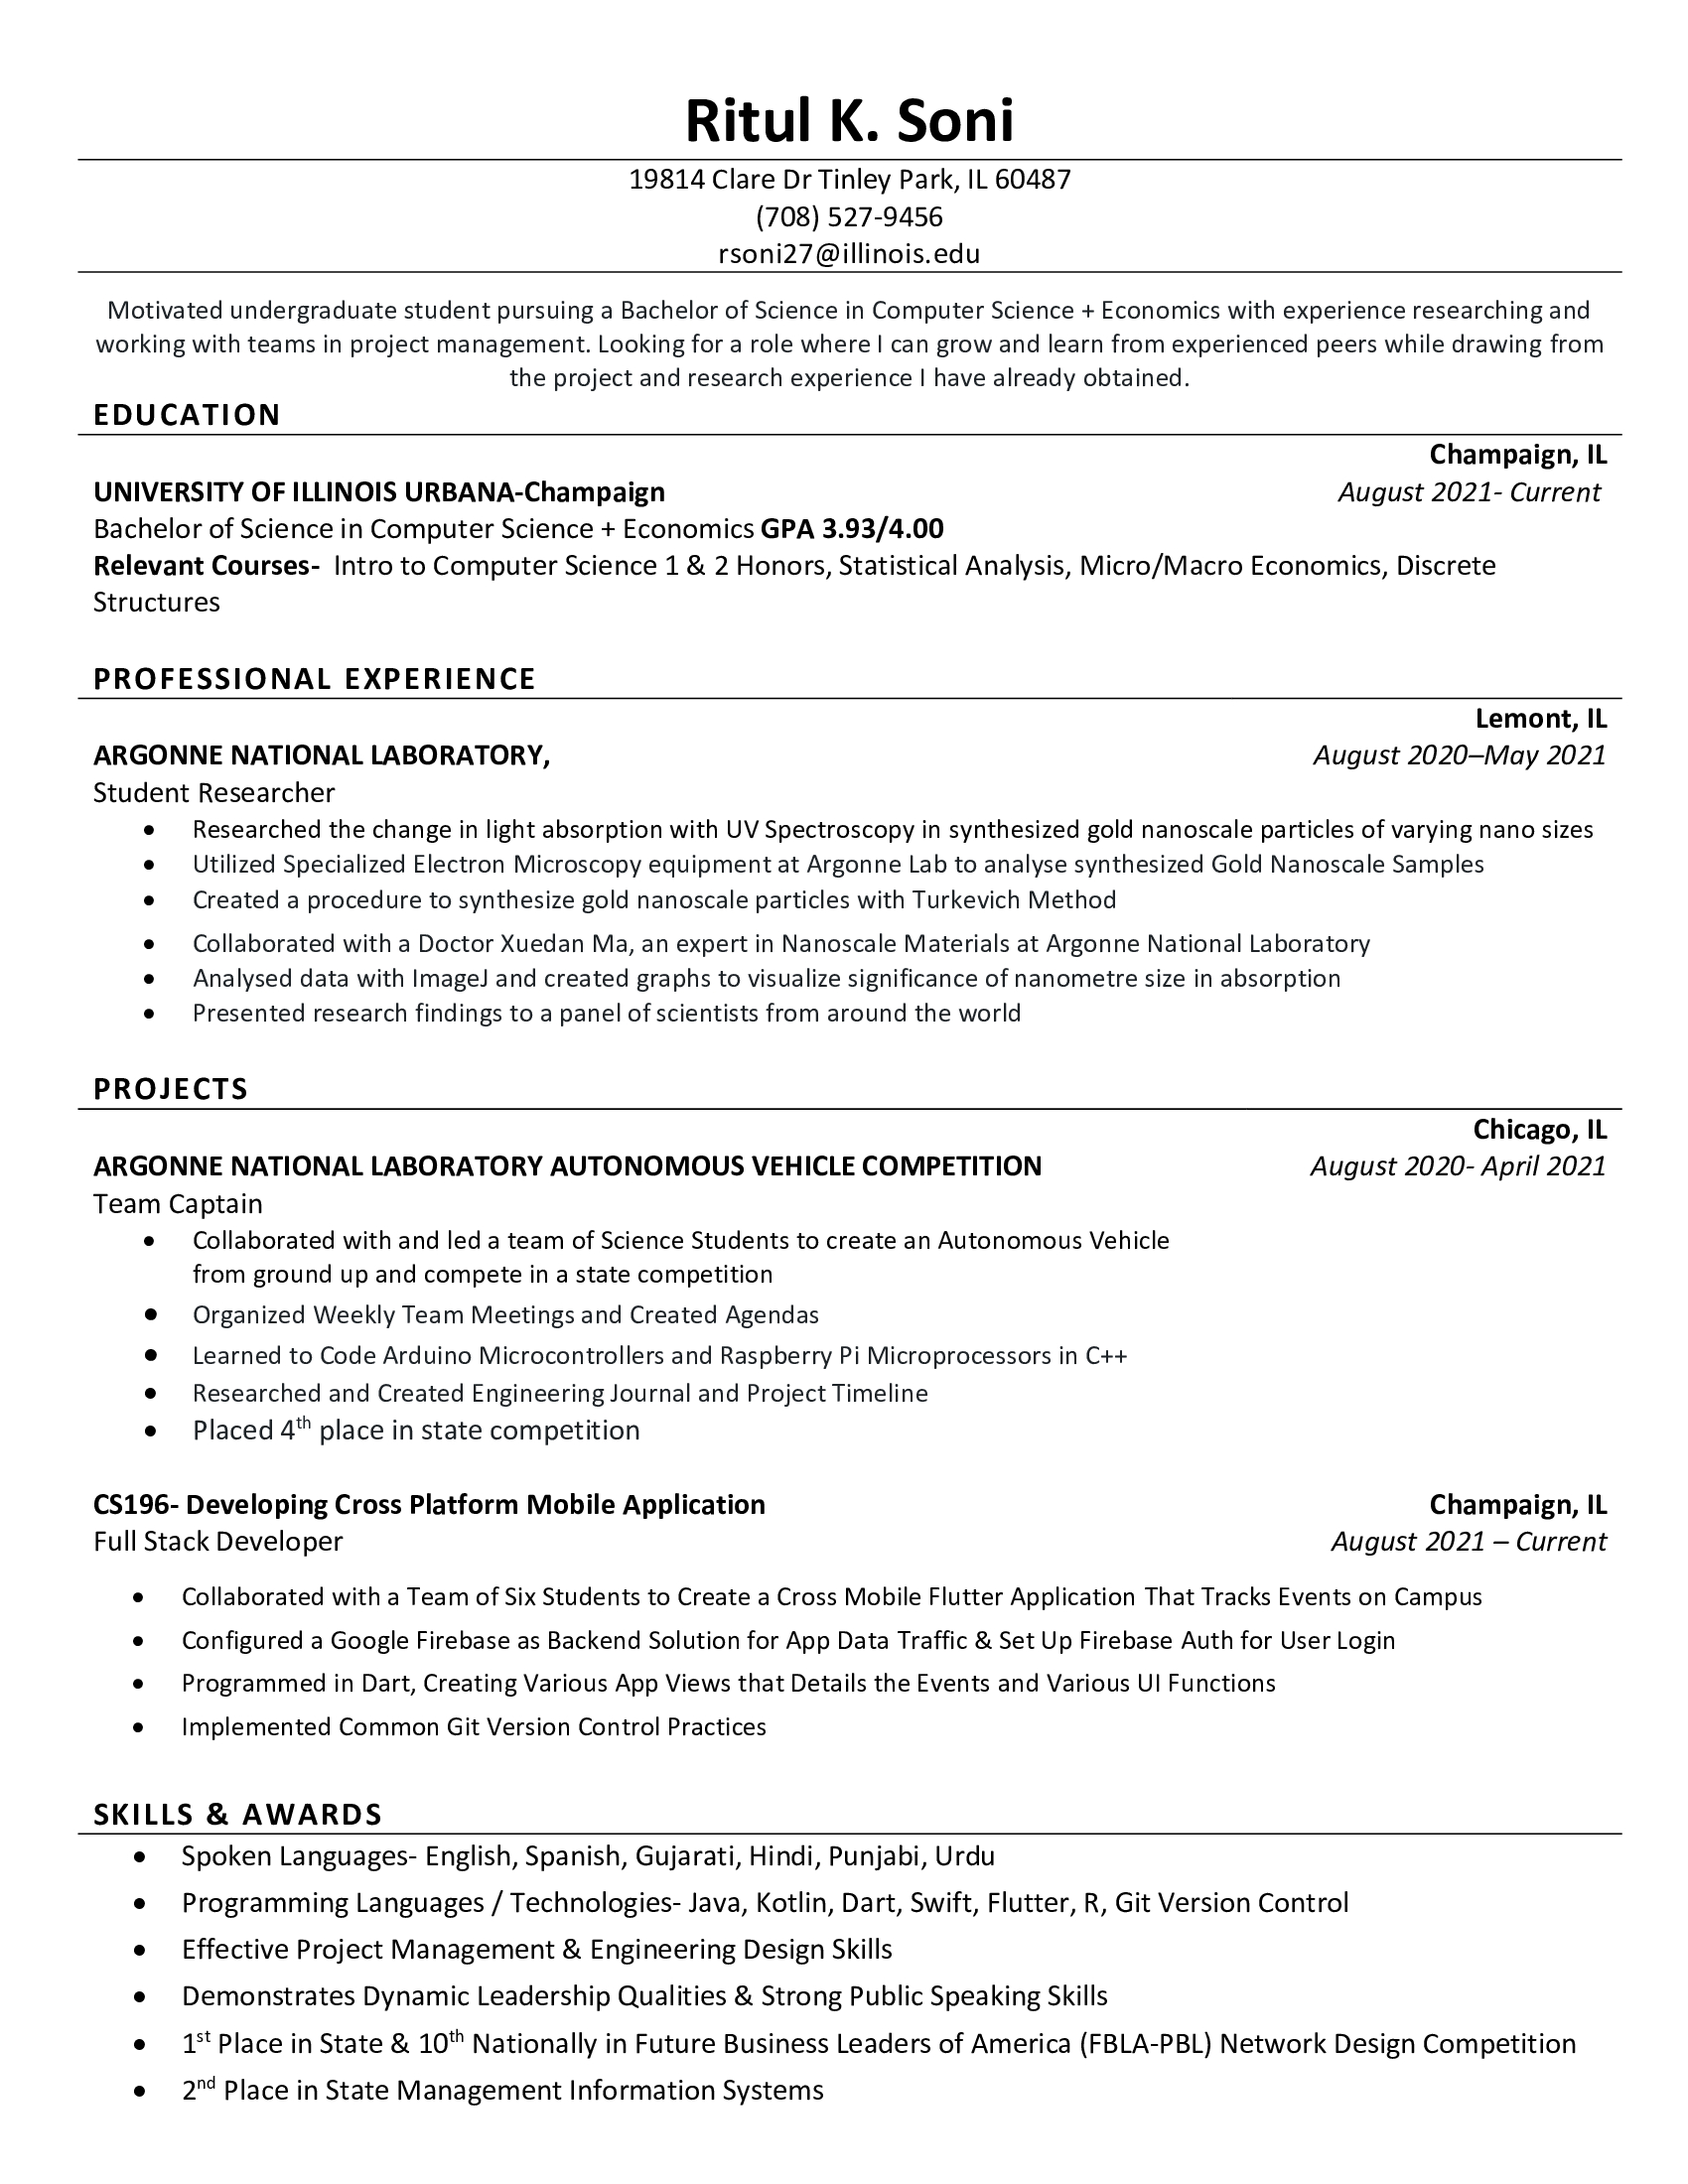 Ritul K. Soni
19814 Clare Dr Tinley Park, IL 60487
(708) 527-9456
rsoni27@illinois.edu
Motivated undergraduate student pursuing a Bachelor of Science in Computer Science + Economics with experience researching and
working with teams in project management. Looking for a role where I can grow and learn from experienced peers while drawing from
the project and research experience I have already obtained.
EDUCATION
Champaign, IL
UNIVERSITY OF ILLINOIS URBANA-Champaign August 2021- Current
Bachelor of Science in Computer Science + Economics GPA 3.93/4.00
Relevant Courses- Intro to Computer Science 1 & 2 Honors, Statistical Analysis, Micro/Macro Economics, Discrete
Structures
PROFESSIONAL EXPERIENCE
Lemont, IL
ARGONNE NATIONAL LABORATORY, August 2020–May 2021
Student Researcher
• Researched the change in light absorption with UV Spectroscopy in synthesized gold nanoscale particles of varying nano sizes
• Utilized Specialized Electron Microscopy equipment at Argonne Lab to analyse synthesized Gold Nanoscale Samples
• Created a procedure to synthesize gold nanoscale particles with Turkevich Method
• Collaborated with a Doctor Xuedan Ma, an expert in Nanoscale Materials at Argonne National Laboratory
• Analysed data with ImageJ and created graphs to visualize significance of nanometre size in absorption
• Presented research findings to a panel of scientists from around the world
PROJECTS
Chicago, IL
ARGONNE NATIONAL LABORATORY AUTONOMOUS VEHICLE COMPETITION August 2020- April 2021
Team Captain
• Collaborated with and led a team of Science Students to create an Autonomous Vehicle
from ground up and compete in a state competition
• Organized Weekly Team Meetings and Created Agendas
• Learned to Code Arduino Microcontrollers and Raspberry Pi Microprocessors in C++
• Researched and Created Engineering Journal and Project Timeline
• Placed 4th place in state competition
CS196- Developing Cross Platform Mobile Application Champaign, IL
Full Stack Developer August 2021 – Current
• Collaborated with a Team of Six Students to Create a Cross Mobile Flutter Application That Tracks Events on Campus
• Configured a Google Firebase as Backend Solution for App Data Traffic & Set Up Firebase Auth for User Login
• Programmed in Dart, Creating Various App Views that Details the Events and Various UI Functions
• Implemented Common Git Version Control Practices
SKILLS & AWARDS
• Spoken Languages- English, Spanish, Gujarati, Hindi, Punjabi, Urdu
• Programming Languages / Technologies- Java, Kotlin, Dart, Swift, Flutter, R, Git Version Control
• Effective Project Management & Engineering Design Skills
• Demonstrates Dynamic Leadership Qualities & Strong Public Speaking Skills
• 1st Place in State & 10th Nationally in Future Business Leaders of America (FBLA-PBL) Network Design Competition
• 2nd Place in State Management Information Systems